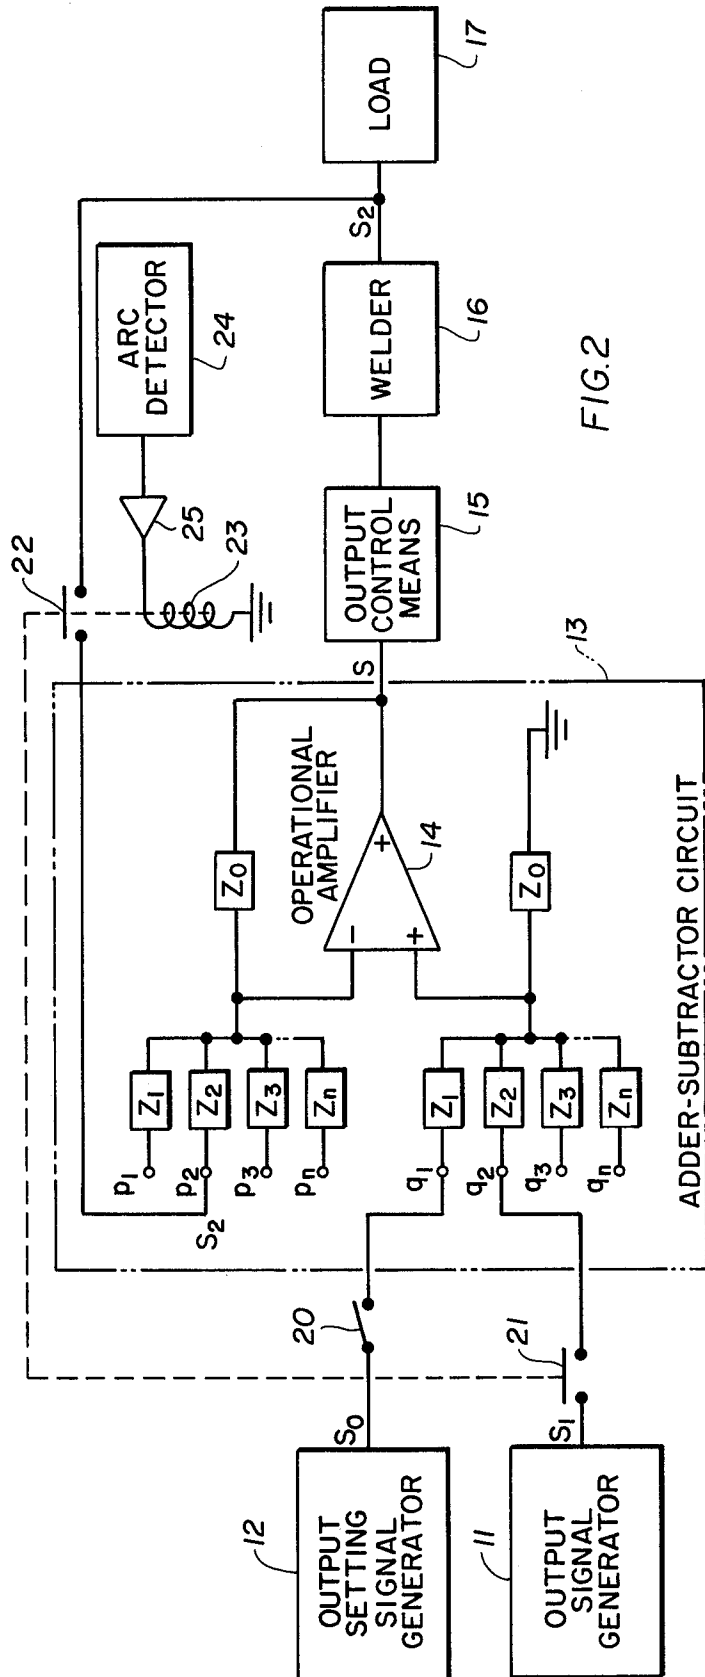 12
OUTPUT
SETTING
SIGNAL
GENERATOR
S0
20
11
OUTPUT
SIGNAL
GENERATOR
S1
21
22
S2
p1
p2
p3
pn
Z1
Z2
Z3
Zn
q1
q2
q3
qn
Z1
Z2
Z3
Zn
Z0
Z0
OPERATIONAL
AMPLIFIER
−
+
+
14
ADDER-SUBTRACTOR CIRCUIT
13
S
OUTPUT
CONTROL
MEANS
15
23
25
ARC
DETECTOR
24
WELDER
16
S2
LOAD
17
FIG.2